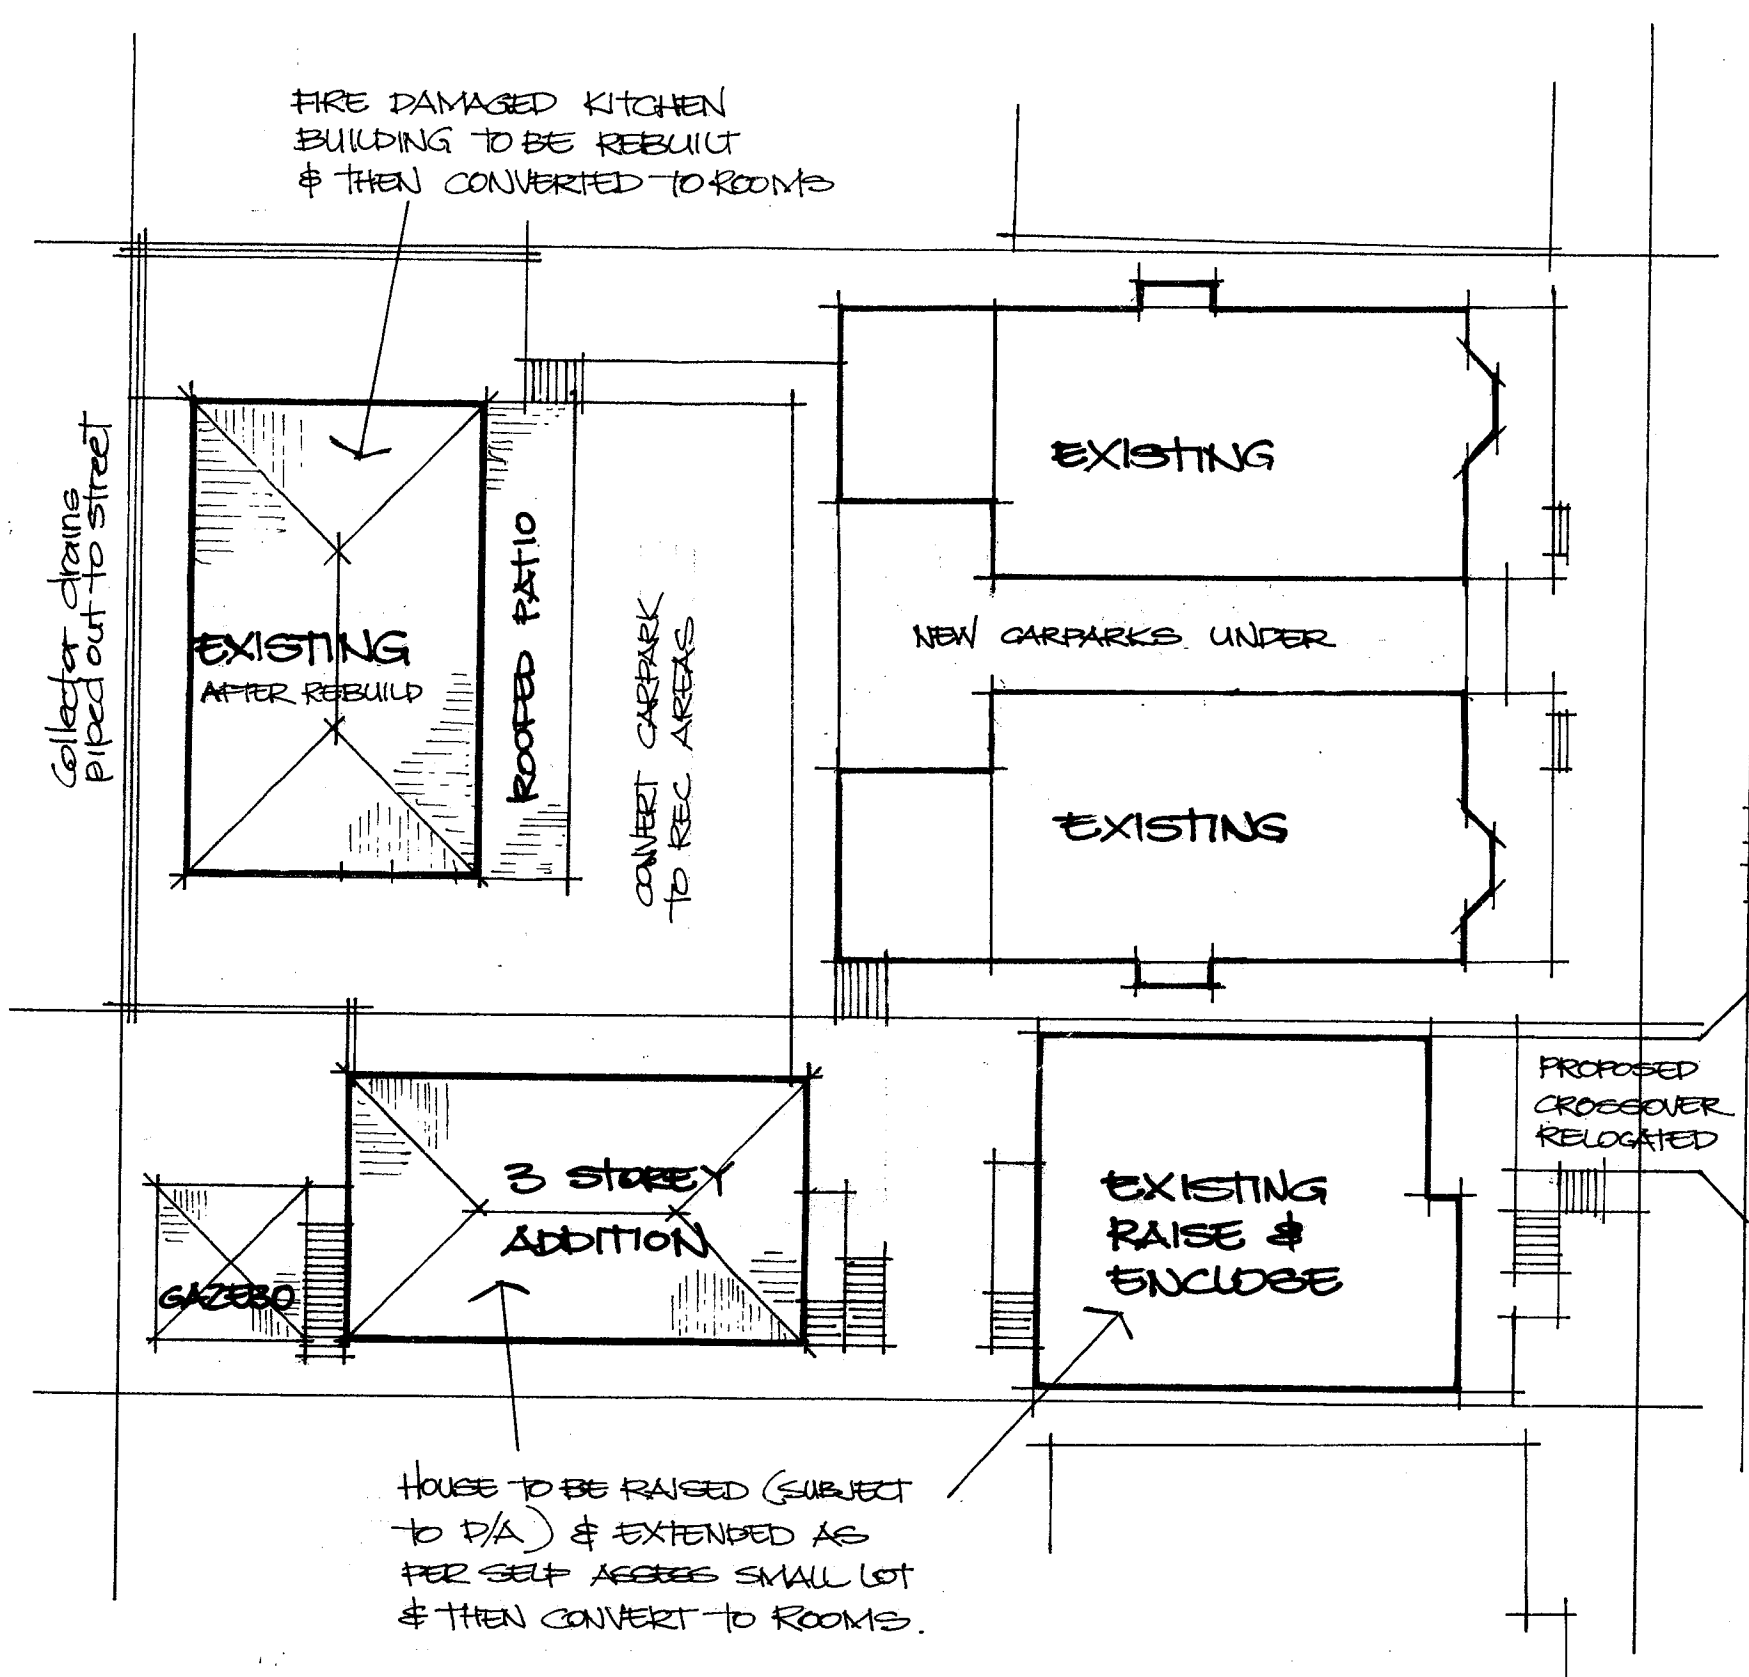 FIRE DAMAGED KITCHEN
BUILDING TO BE REBUILT
& THEN CONVERTED TO ROOMS
Collector drains
piped out to street
EXISTING
AFTER REBUILD
ROOFED PATIO
CONVERT CARPARK
TO REC AREAS
EXISTING
NEW CARPARKS UNDER
EXISTING
PROPOSED
CROSSOVER
RELOCATED
3 STOREY
ADDITION
GAZEBO
EXISTING
RAISE &
ENCLOSE
HOUSE TO BE RAISED (SUBJECT
TO D/A) & EXTENDED AS
PER SELF ASSESS SMALL LOT
& THEN CONVERT TO ROOMS.